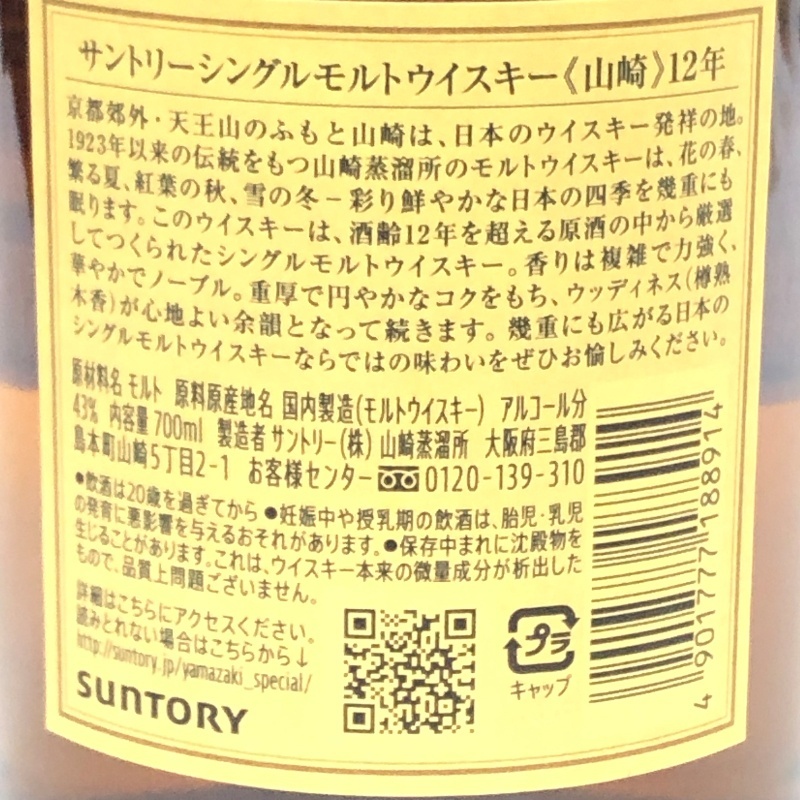 サントリーシングルモルトウイスキー《山崎》12年
京都郊外・天王山のふもと山崎は、日本のウイスキー発祥の地。
1923年以来の伝統をもつ山崎蒸溜所のモルトウイスキーは、花の春、
繁る夏、紅葉の秋、雪の冬－彩り鮮やかな日本の四季を幾重にも
眠ります。このウイスキーは、酒齢12年を超える原酒の中から厳選
してつくられたシングルモルトウイスキー。香りは複雑で力強く、
華やかでノーブル。重厚で円やかなコクをもち、ウッディネス(樽熟
木香)が心地よい余韻となって続きます。幾重にも広がる日本の
シングルモルトウイスキーならではの味わいをぜひお愉しみください。
原材料名 モルト 原料原産地名 国内製造(モルトウイスキー) アルコール分
43% 内容量 700ml 製造者 サントリー(株) 山崎蒸溜所 大阪府三島郡
島本町山崎5丁目2-1 お客様センター 0120-139-310
●飲酒は20歳を過ぎてから ●妊娠中や授乳期の飲酒は、胎児・乳児
の発育に悪影響を与えるおそれがあります。●保存中まれに沈殿物を
生じることがあります。これは、ウイスキー本来の微量成分が析出した
もので、品質上問題ございません。
詳細はこちらにアクセスください。
読みとれない場合はこちらから↓
http://suntory.jp/yamazaki_special/
SUNTORY
プラ
キャップ
4901777188914